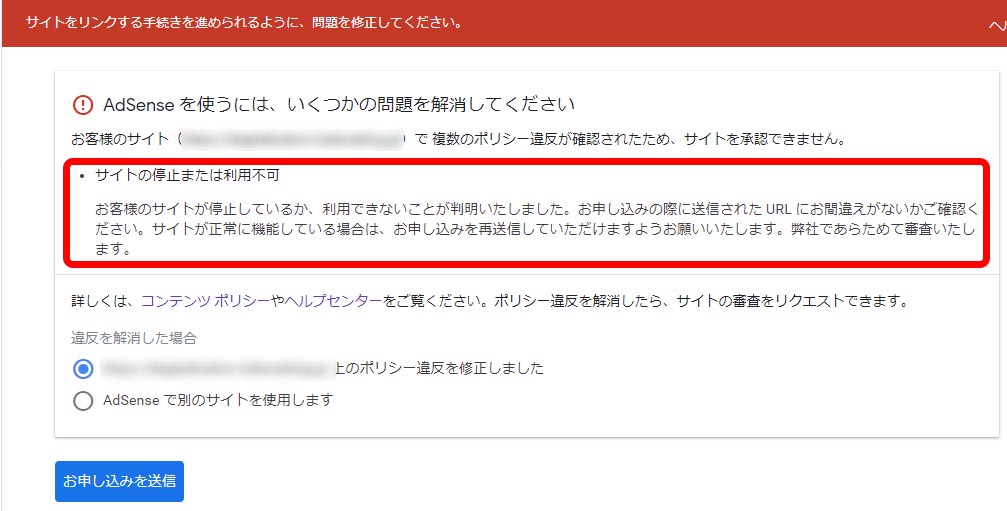 サイトをリンクする手続きを進められるように、問題を修正してください。
AdSense を使うには、いくつかの問題を解消してください
お客様のサイト（ ）で 複数のポリシー違反が確認されたため、サイトを承認できません。
• サイトの停止または利用不可
お客様のサイトが停止しているか、利用できないことが判明いたしました。お申し込みの際に送信された URL にお間違えがないかご確認く
ださい。サイトが正常に機能している場合は、お申し込みを再送信していただけますようお願いいたします。弊社であらためて審査いたし
ます。
詳しくは、コンテンツ ポリシーやヘルプセンターをご覧ください。ポリシー違反を解消したら、サイトの審査をリクエストできます。
違反を解消した場合
上のポリシー違反を修正しました
AdSense で別のサイトを使用します
お申し込みを送信